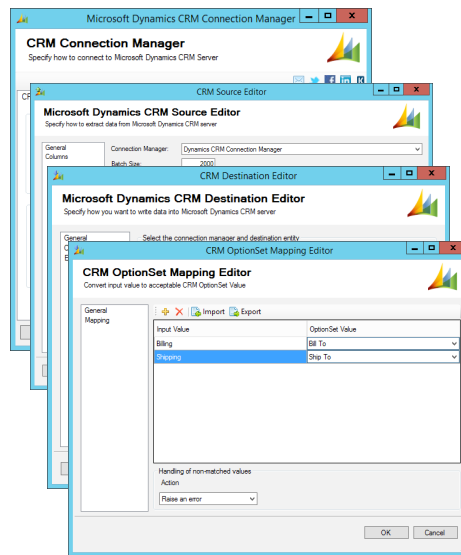 Microsoft Dynamics CRM Connection Manager
CRM Connection Manager
Specify how to connect to Microsoft Dynamics CRM Server
CRM Source Editor
Microsoft Dynamics CRM Source Editor
Specify how to extract data from Microsoft Dynamics CRM server
General
Columns
Connection Manager:
Dynamics CRM Connection Manager
Batch Size:
2000
CRM Destination Editor
Microsoft Dynamics CRM Destination Editor
Specify how you want to write data into Microsoft Dynamics CRM server
General
Select the connection manager and destination entity
CRM OptionSet Mapping Editor
CRM OptionSet Mapping Editor
Convert input value to acceptable CRM OptionSet Value
General
Mapping
Import
Export
Input Value
OptionSet Value
Billing
Bill To
Shipping
Ship To
Handling of non-matched values
Action
Raise an error
OK
Cancel